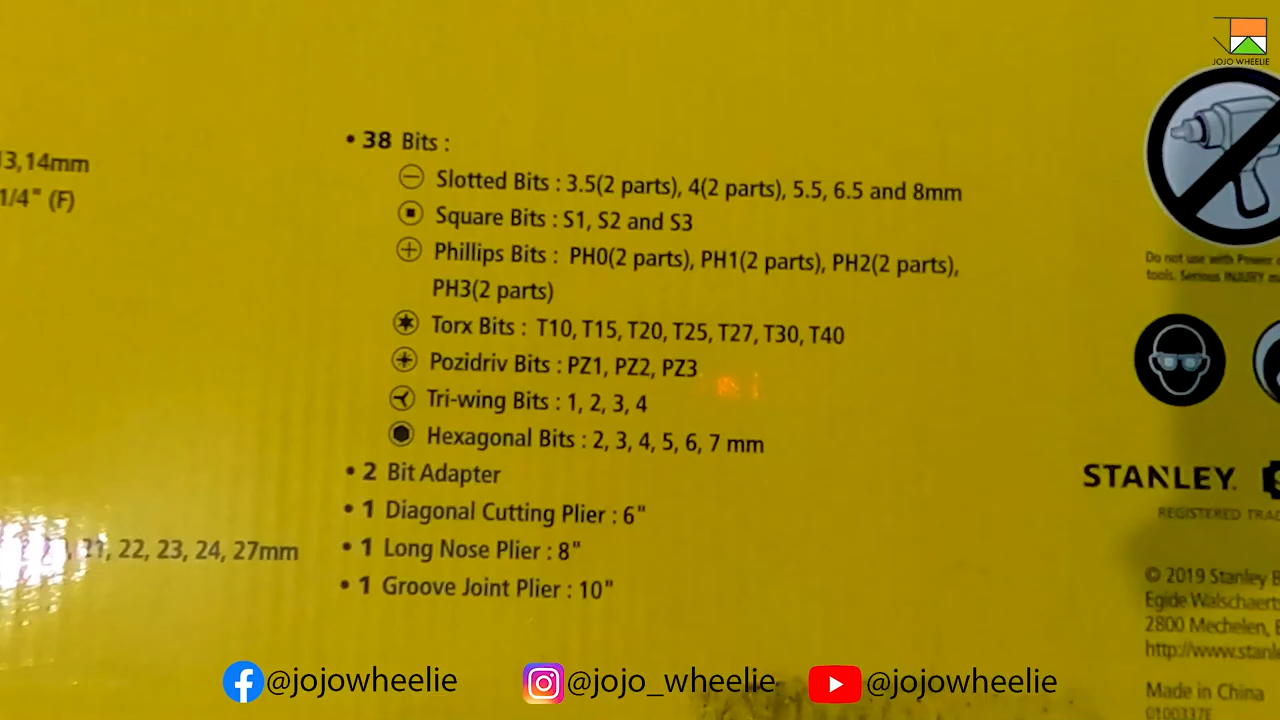 JOJO WHEELIE
13,14mm
1/4" (F)
21, 22, 23, 24, 27mm
• 38 Bits :
Slotted Bits : 3.5(2 parts), 4(2 parts), 5.5, 6.5 and 8mm
Square Bits : S1, S2 and S3
Phillips Bits : PH0(2 parts), PH1(2 parts), PH2(2 parts),
PH3(2 parts)
Torx Bits : T10, T15, T20, T25, T27, T30, T40
Pozidriv Bits : PZ1, PZ2, PZ3
Tri-wing Bits : 1, 2, 3, 4
Hexagonal Bits : 2, 3, 4, 5, 6, 7 mm
• 2 Bit Adapter
• 1 Diagonal Cutting Plier : 6"
• 1 Long Nose Plier : 8"
• 1 Groove Joint Plier : 10"
Do not use with Power
tools. Serious INJURY
STANLEY
REGISTERED
© 2019 Stanley
Egide Walschaerts
2800 Mechelen,
http://www.stanle
Made in China
0100337F
@jojowheelie
@jojo_wheelie
@jojowheelie